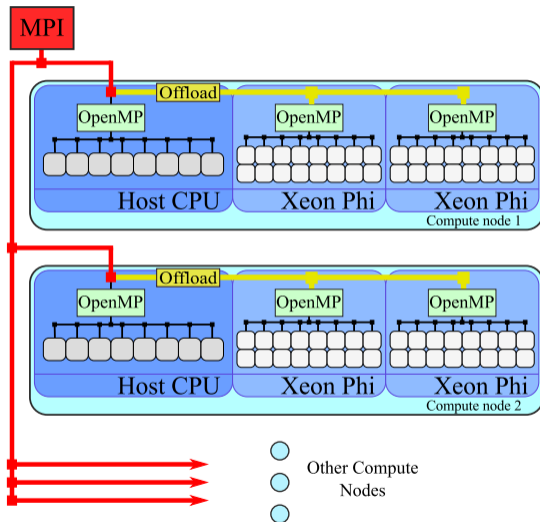 MPI
Offload
OpenMP
OpenMP
OpenMP
Host CPU
Xeon Phi
Xeon Phi
Compute node 1
Offload
OpenMP
OpenMP
OpenMP
Host CPU
Xeon Phi
Xeon Phi
Compute node 2
Other Compute
Nodes